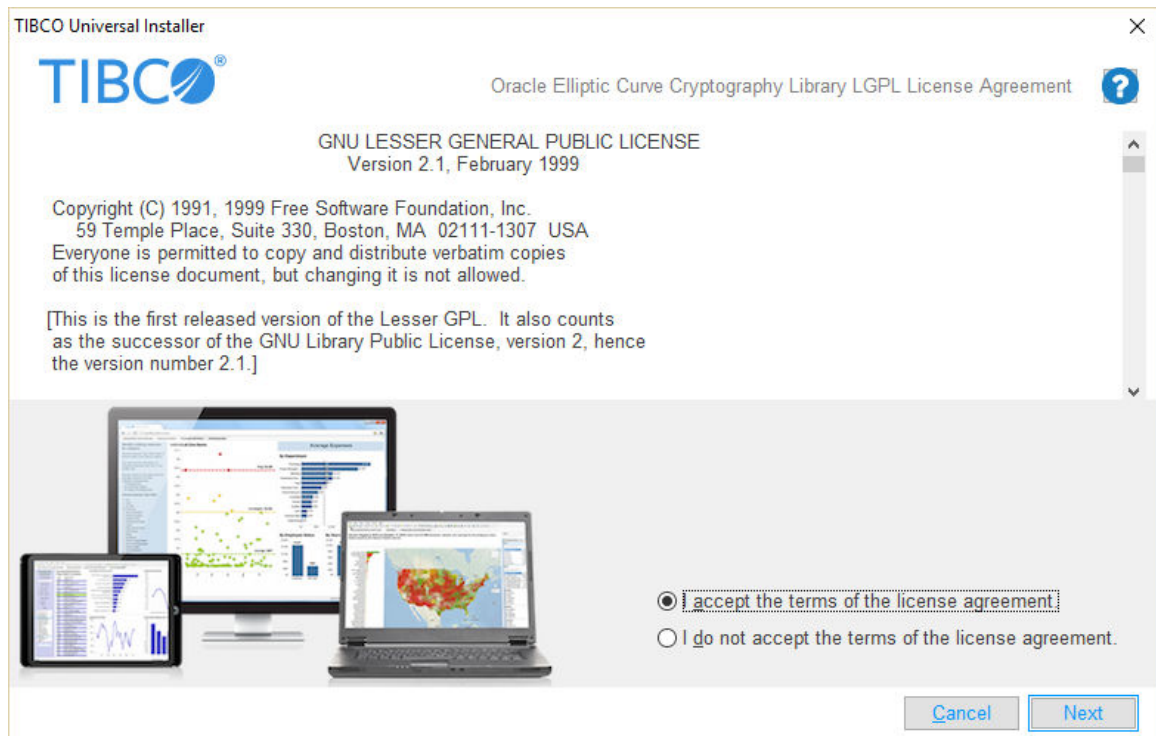 TIBCO Universal Installer
TIBCO®
Oracle Elliptic Curve Cryptography Library LGPL License Agreement
?
GNU LESSER GENERAL PUBLIC LICENSE
Version 2.1, February 1999
Copyright (C) 1991, 1999 Free Software Foundation, Inc.
59 Temple Place, Suite 330, Boston, MA 02111-1307 USA
Everyone is permitted to copy and distribute verbatim copies
of this license document, but changing it is not allowed.
[This is the first released version of the Lesser GPL. It also counts
as the successor of the GNU Library Public License, version 2, hence
the version number 2.1.]
Average Expenses
By Department
I accept the terms of the license agreement.
I do not accept the terms of the license agreement.
Cancel
Next